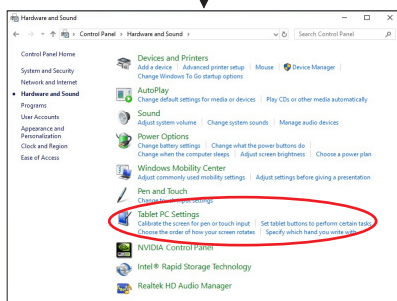 Hardware and Sound
Control Panel > Hardware and Sound > Search Control Panel
Control Panel Home
System and Security
Network and Internet
Hardware and Sound
Programs
User Accounts
Appearance and
Personalization
Clock and Region
Ease of Access
Devices and Printers
Add a device Advanced printer setup Mouse Device Manager
Change Windows To Go startup options
AutoPlay
Change default settings for media or devices Play CDs or other media automatically
Sound
Adjust system volume Change system sounds Manage audio devices
Power Options
Change battery settings Change what the power buttons do
Change when the computer sleeps Adjust screen brightness Choose a power plan
Windows Mobility Center
Adjust commonly used mobility settings Adjust settings before giving a presentation
Pen and Touch
Change touch input settings
Tablet PC Settings
Calibrate the screen for pen or touch input Set tablet buttons to perform certain tasks
Choose the order of how your screen rotates Specify which hand you write with
NVIDIA Control Panel
Intel® Rapid Storage Technology
Realtek HD Audio Manager